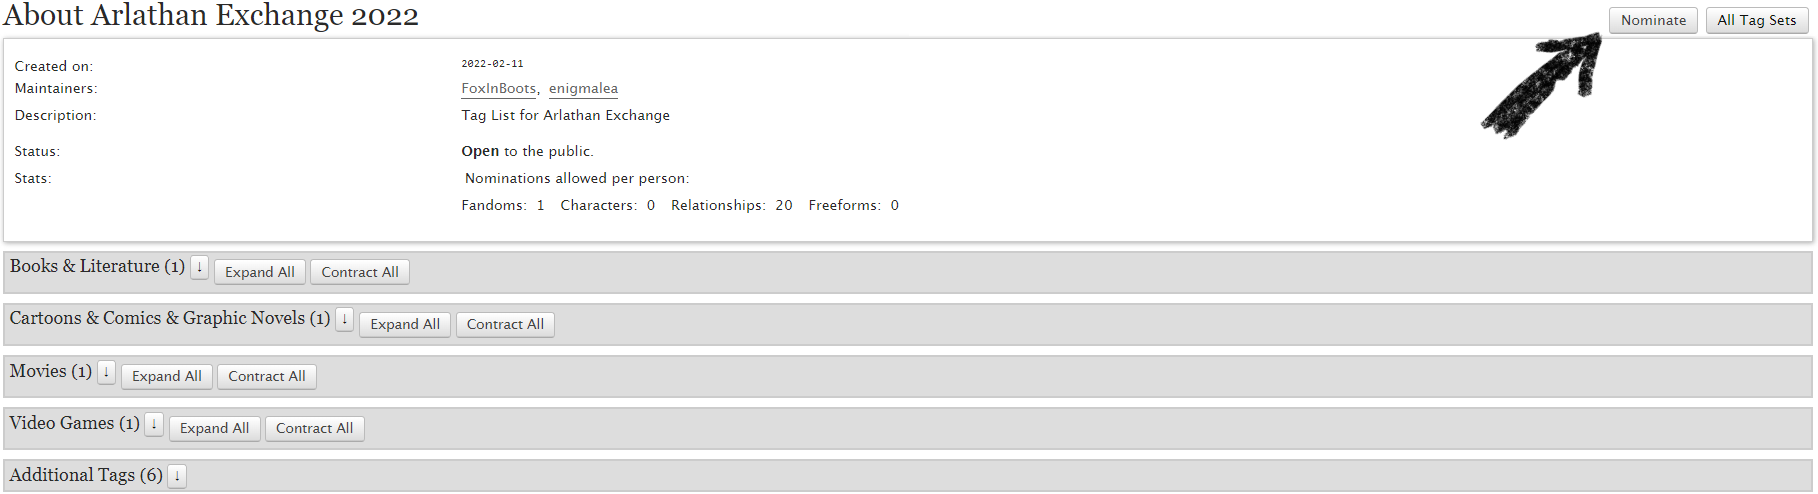 About Arlathan Exchange 2022
Nominate All Tag Sets
Created on: 2022-02-11
Maintainers: FoxInBoots, enigmalea
Description: Tag List for Arlathan Exchange
Status: Open to the public.
Stats: Nominations allowed per person:
Fandoms: 1 Characters: 0 Relationships: 20 Freeforms: 0
Books & Literature (1) ↓ Expand All Contract All
Cartoons & Comics & Graphic Novels (1) ↓ Expand All Contract All
Movies (1) ↓ Expand All Contract All
Video Games (1) ↓ Expand All Contract All
Additional Tags (6) ↓